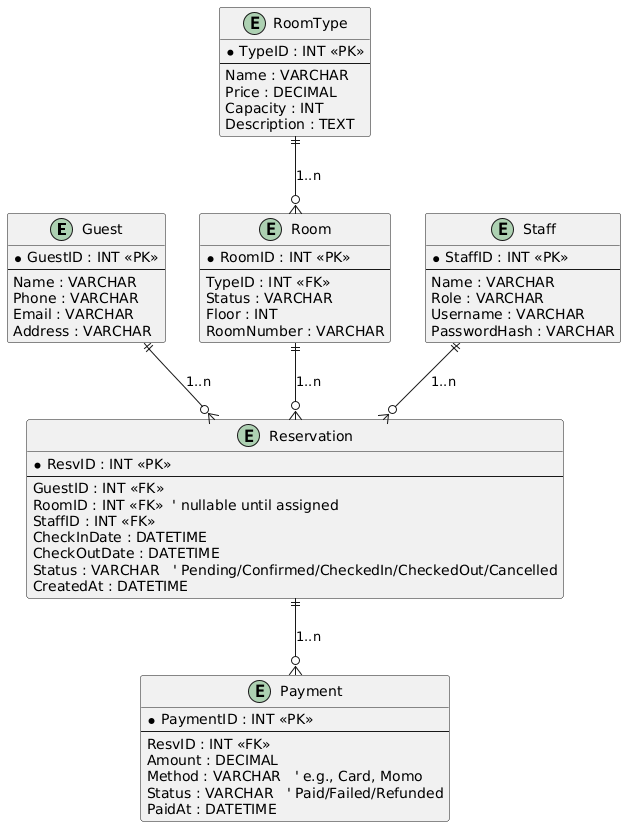 E RoomType
* TypeID : INT «PK»
Name : VARCHAR
Price : DECIMAL
Capacity : INT
Description : TEXT
1..n
E Guest
* GuestID : INT «PK»
Name : VARCHAR
Phone : VARCHAR
Email : VARCHAR
Address : VARCHAR
E Room
* RoomID : INT «PK»
TypeID : INT «FK»
Status : VARCHAR
Floor : INT
RoomNumber : VARCHAR
E Staff
* StaffID : INT «PK»
Name : VARCHAR
Role : VARCHAR
Username : VARCHAR
PasswordHash : VARCHAR
1..n
1..n
1..n
E Reservation
* ResvID : INT «PK»
GuestID : INT «FK»
RoomID : INT «FK»  ' nullable until assigned
StaffID : INT «FK»
CheckInDate : DATETIME
CheckOutDate : DATETIME
Status : VARCHAR   ' Pending/Confirmed/CheckedIn/CheckedOut/Cancelled
CreatedAt : DATETIME
1..n
E Payment
* PaymentID : INT «PK»
ResvID : INT «FK»
Amount : DECIMAL
Method : VARCHAR   ' e.g., Card, Momo
Status : VARCHAR   ' Paid/Failed/Refunded
PaidAt : DATETIME